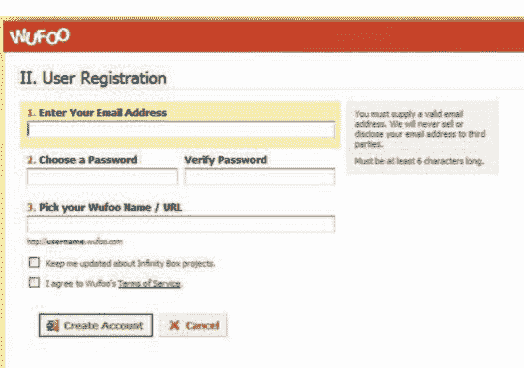 WUFOO
II. User Registration
1. Enter Your Email Address
You must supply a valid email
address. We will never sell or
disclose your email address to third
parties.
Must be at least 6 characters long.
2. Choose a Password Verify Password
3. Pick your Wufoo Name / URL
http://username.wufoo.com
Keep me updated about Infinity Box projects.
I agree to Wufoo's Terms of Service.
Create Account Cancel